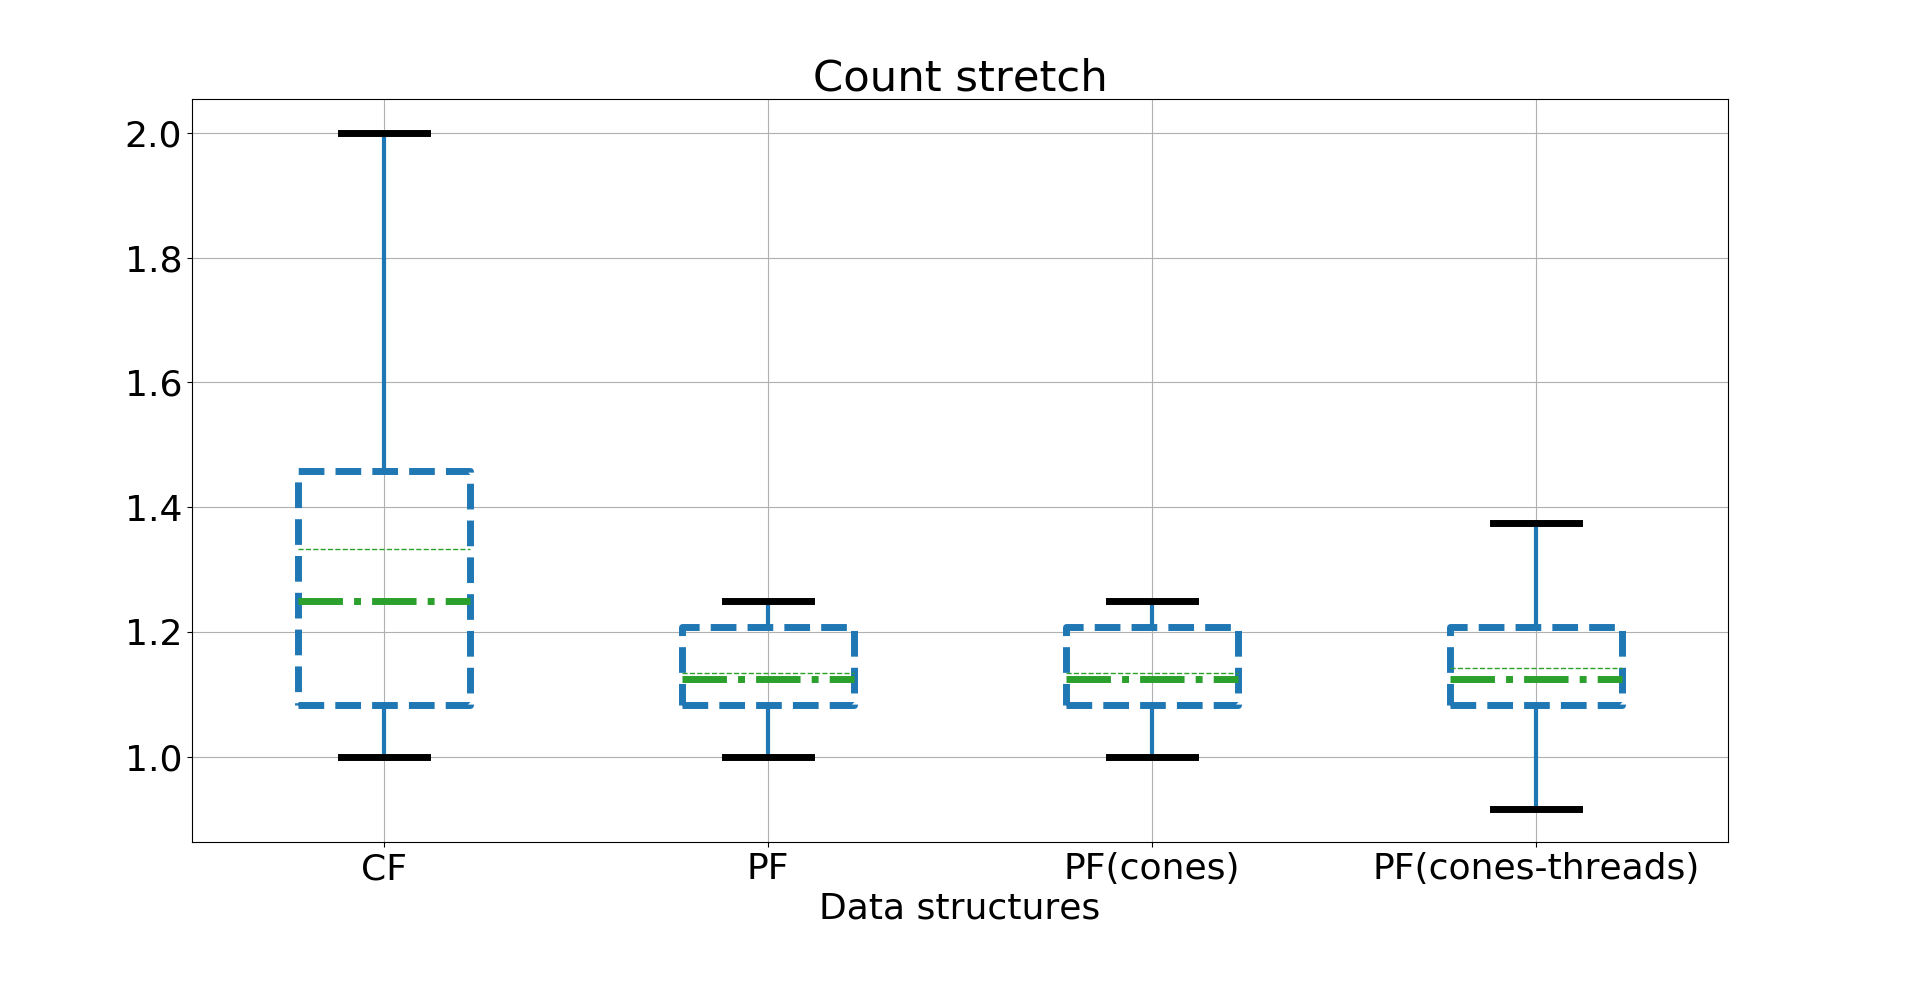 Count stretch
2.0
1.8
1.6
1.4
1.2
1.0
CF PF PF(cones) PF(cones-threads)
Data structures